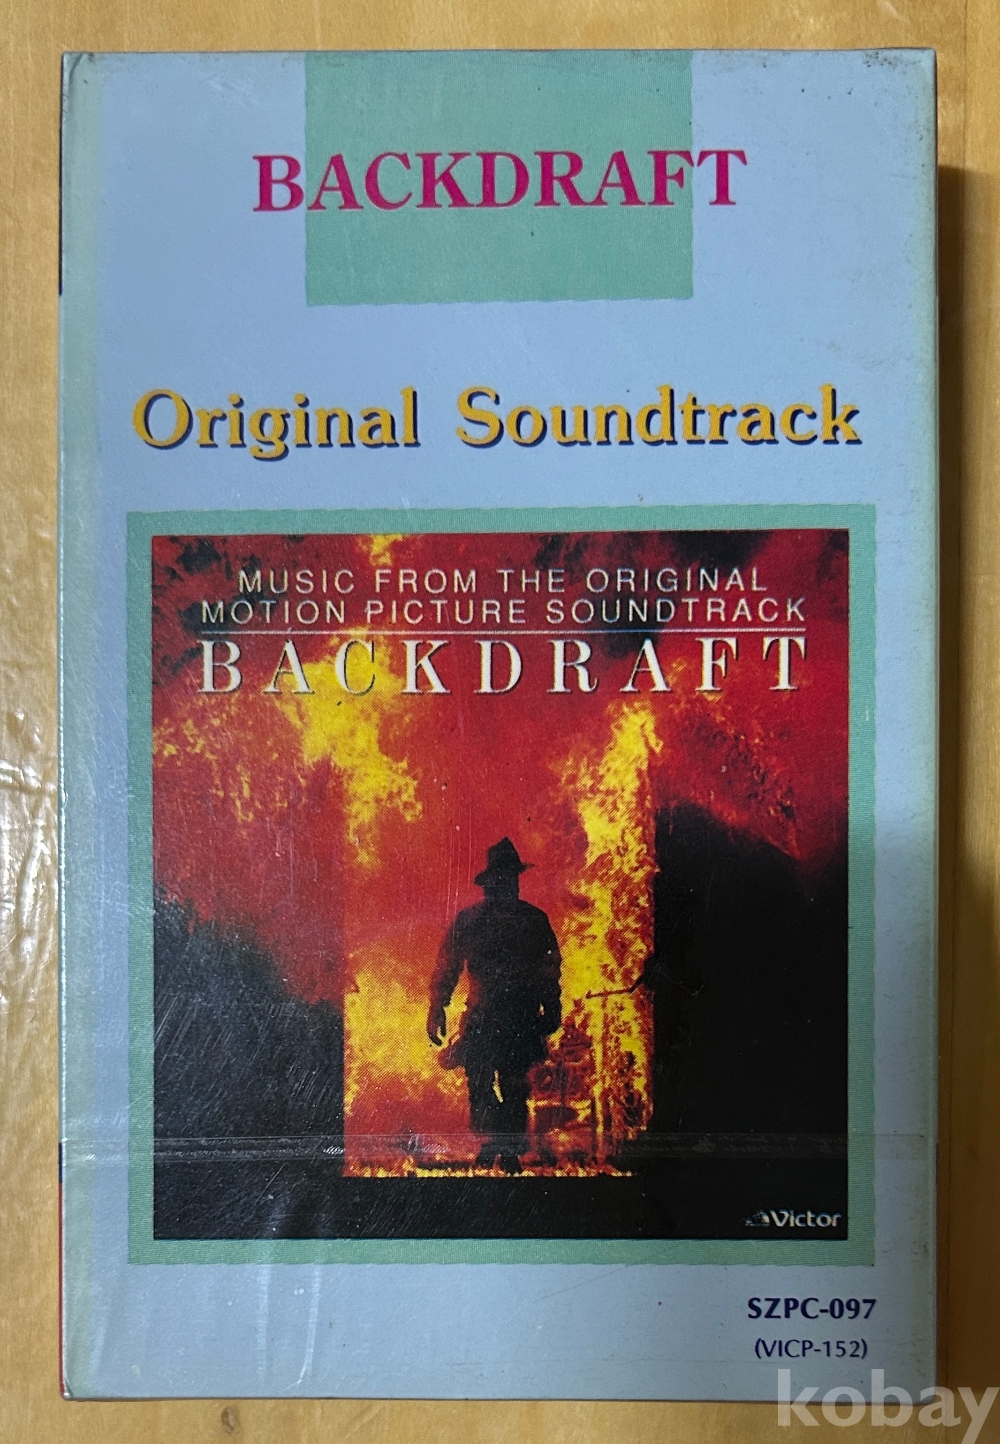 BACKDRAFT
Original Soundtrack
MUSIC FROM THE ORIGINAL
MOTION PICTURE SOUNDTRACK
BACKDRAFT
Victor
SZPC-097
(VICP-152)
kobay